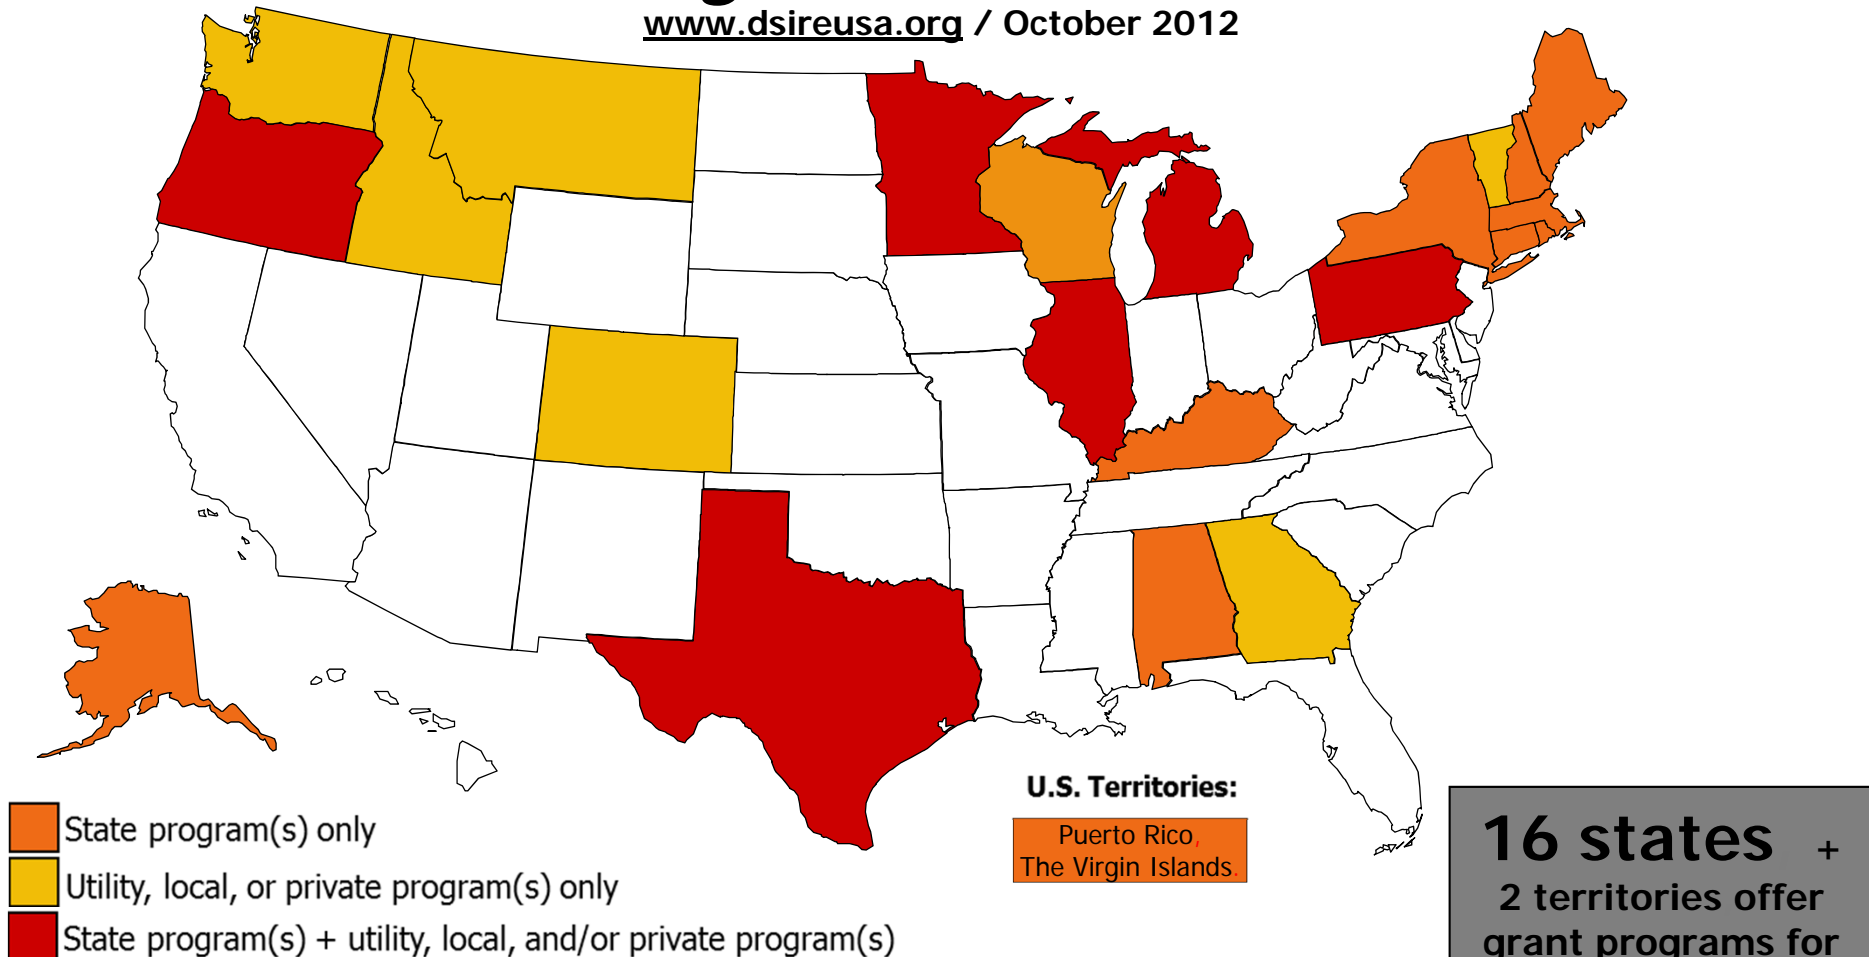 www.dsireusa.org / October 2012
U.S. Territories:
Puerto Rico,
The Virgin Islands.
State program(s) only
Utility, local, or private program(s) only
State program(s) + utility, local, and/or private program(s)
16 states +
2 territories offer
grant programs for